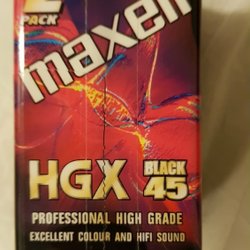 2
PACK
maxell
HGX BLACK 45
PROFESSIONAL HIGH GRADE
EXCELLENT COLOUR AND HIFI SOUND